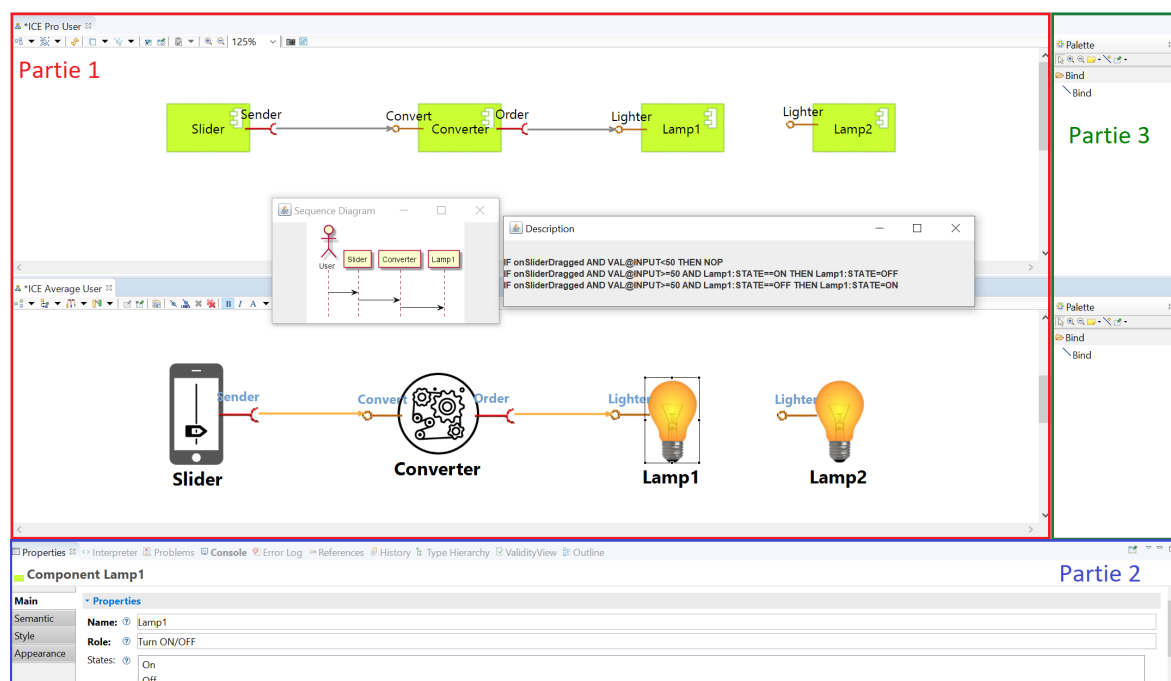 *ICE Pro User
125%
Partie 1
Slider
Sender
Convert
Converter
Order
Lighter
Lamp1
Lighter
Lamp2
Palette
Bind
Bind
Partie 3
Sequence Diagram
User
Slider
Converter
Lamp1
Description
IF onSliderDragged AND VAL@INPUT<50 THEN NOP
IF onSliderDragged AND VAL@INPUT>=50 AND Lamp1:STATE==ON THEN Lamp1:STATE=OFF
IF onSliderDragged AND VAL@INPUT>=50 AND Lamp1:STATE==OFF THEN Lamp1:STATE=ON
*ICE Average User
B I A
Palette
Bind
Bind
Sender
Convert
Order
Lighter
Lighter
Slider
Converter
Lamp1
Lamp2
Properties Interpreter Problems Console Error Log References History Type Hierarchy ValidityView Outline
Component Lamp1
Partie 2
Main
Semantic
Style
Appearance
Properties
Name: Lamp1
Role: Turn ON/OFF
States: On
Off